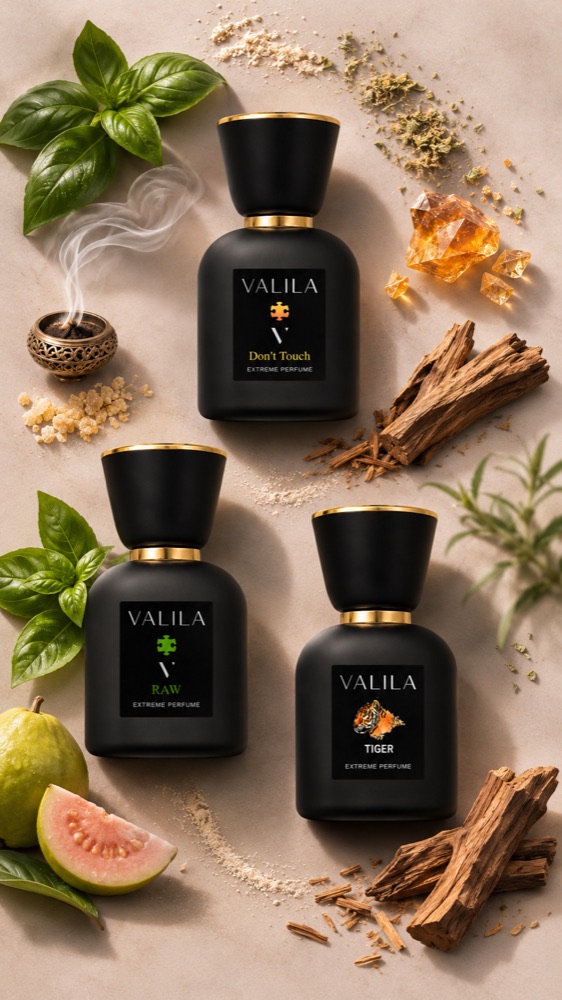 VALILA
V
Don't Touch
EXTREME PERFUME
VALILA
V
RAW
EXTREME PERFUME
VALILA
TIGER
EXTREME PERFUME